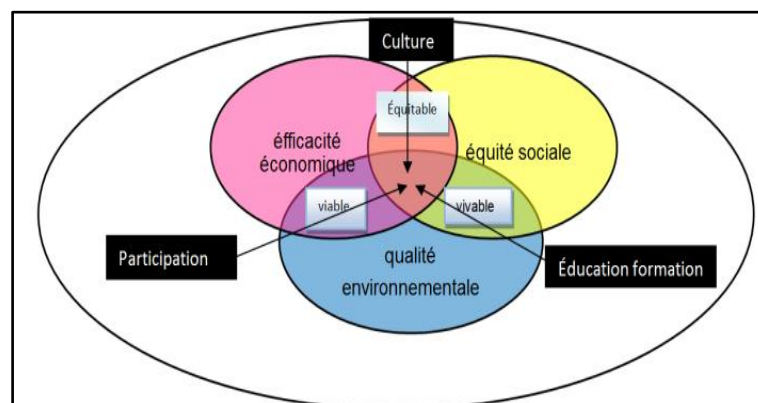 Culture
Équitable
éfficacité
économique
équité sociale
viable
vivable
Participation
qualité
environnementale
Éducation formation